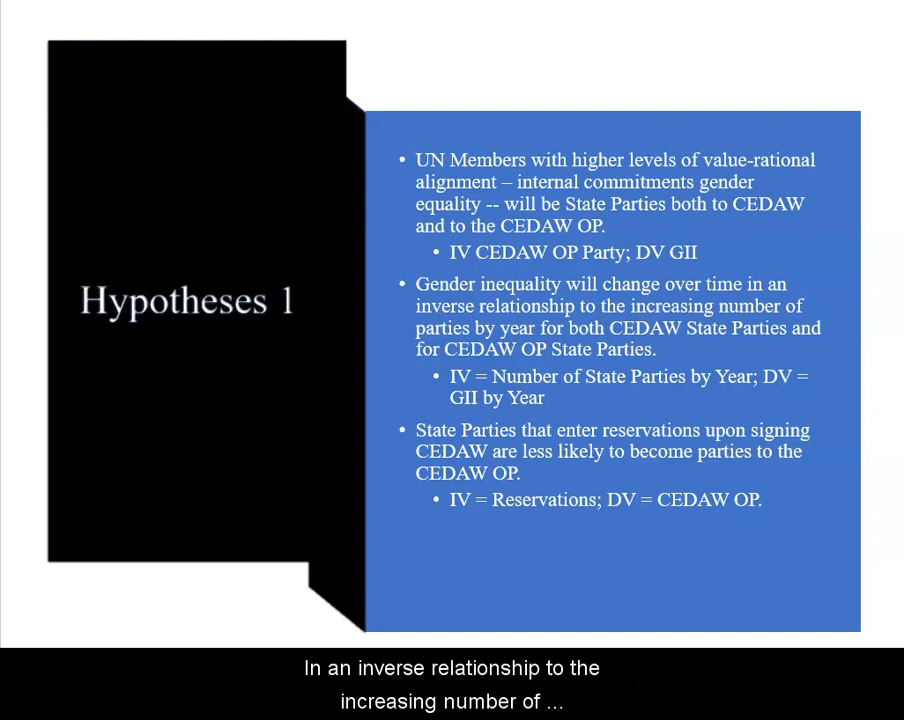 Hypotheses 1
• UN Members with higher levels of value-rational
alignment – internal commitments gender
equality -- will be State Parties both to CEDAW
and to the CEDAW OP.
• IV CEDAW OP Party; DV GII
• Gender inequality will change over time in an
inverse relationship to the increasing number of
parties by year for both CEDAW State Parties and
for CEDAW OP State Parties.
• IV = Number of State Parties by Year; DV =
GII by Year
• State Parties that enter reservations upon signing
CEDAW are less likely to become parties to the
CEDAW OP.
• IV = Reservations; DV = CEDAW OP.
In an inverse relationship to the
increasing number of ...